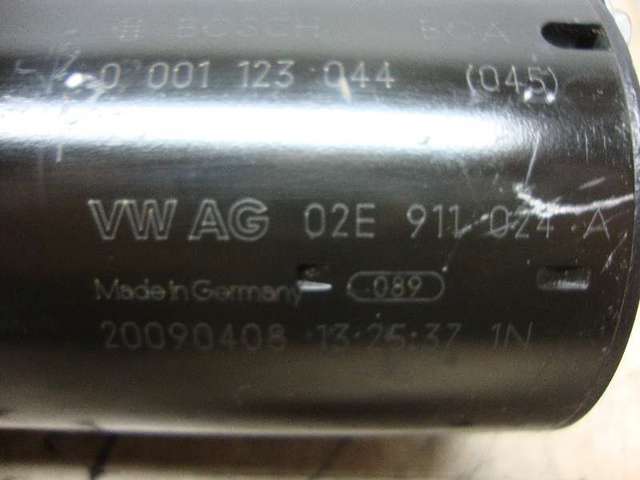 BOSCH
0 001 123 044 (045)
VW AG 02E 911 024 A
Made in Germany 089
20090408 13:25:37 1N